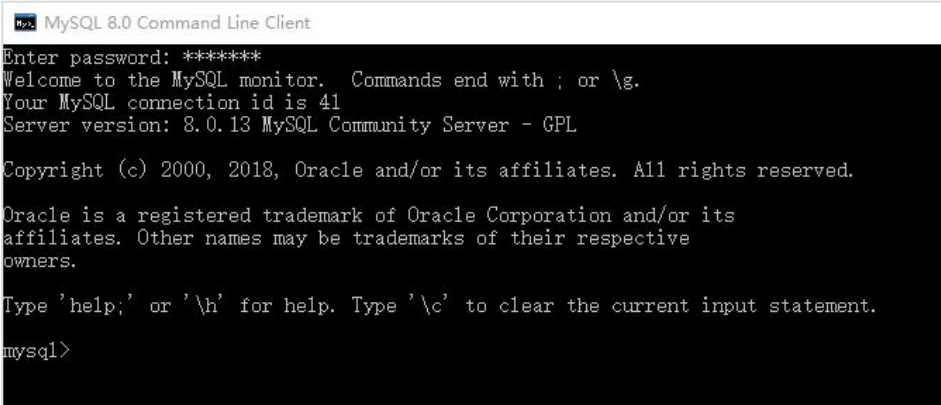 MySQL 8.0 Command Line Client
Enter password: *******
Welcome to the MySQL monitor.  Commands end with ; or \g.
Your MySQL connection id is 41
Server version: 8.0.13 MySQL Community Server - GPL
Copyright (c) 2000, 2018, Oracle and/or its affiliates. All rights reserved.
Oracle is a registered trademark of Oracle Corporation and/or its
affiliates. Other names may be trademarks of their respective
owners.
Type 'help;' or '\h' for help. Type '\c' to clear the current input statement.
mysql>